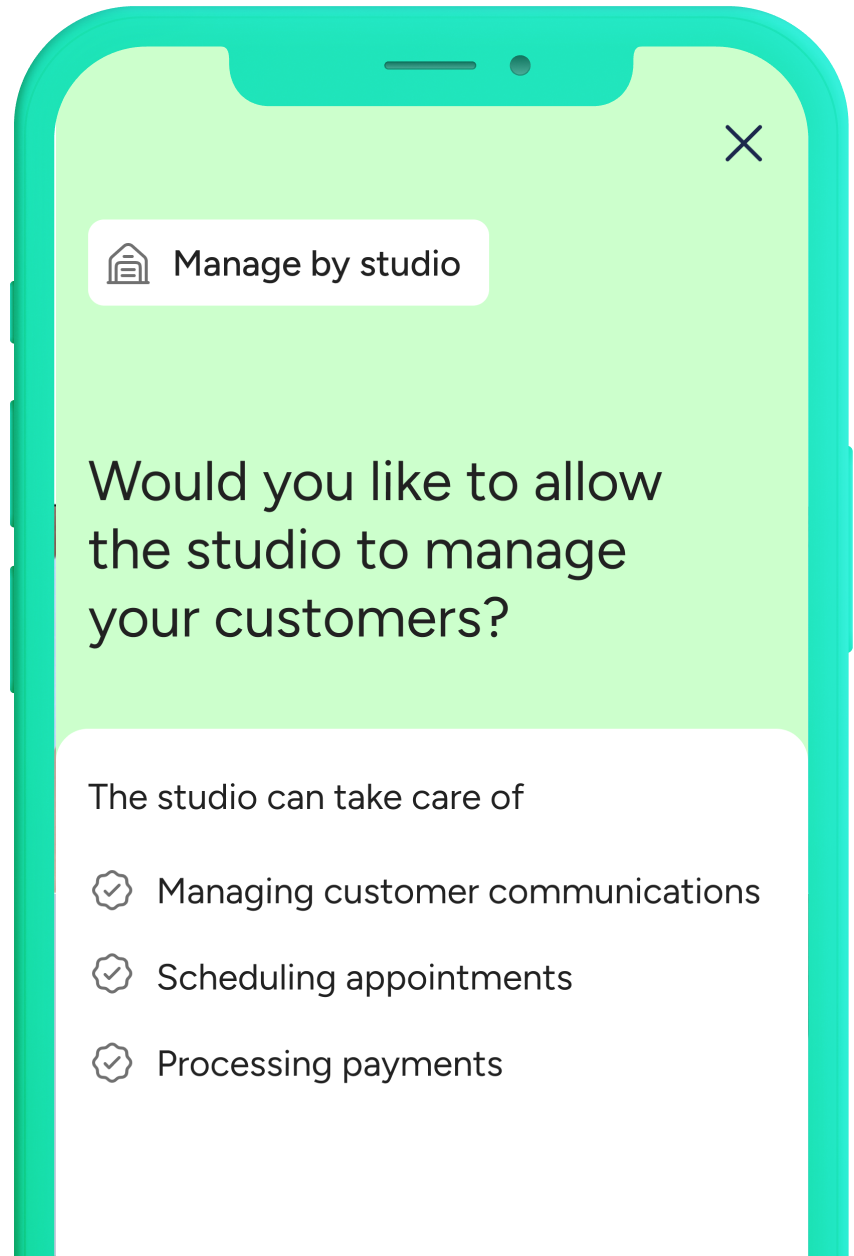 Manage by studio
Would you like to allow
the studio to manage
your customers?
The studio can take care of
Managing customer communications
Scheduling appointments
Processing payments